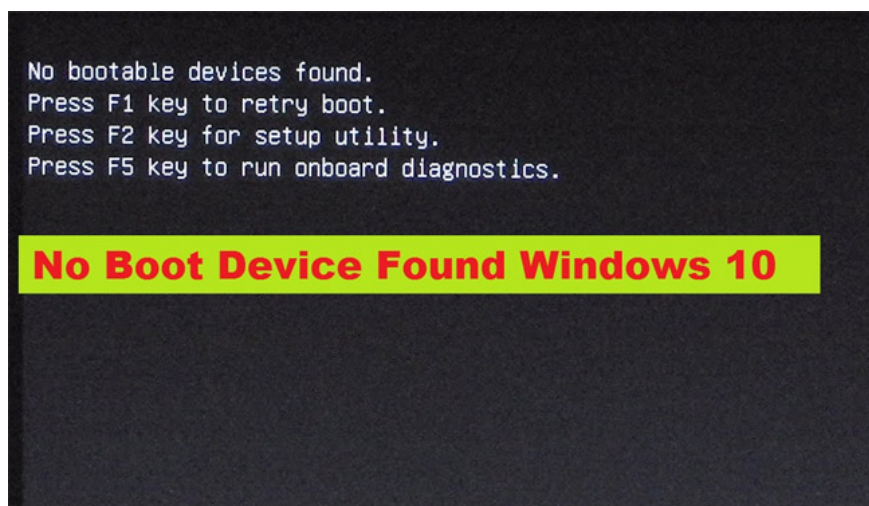 No bootable devices found.
Press F1 key to retry boot.
Press F2 key for setup utility.
Press F5 key to run onboard diagnostics.
No Boot Device Found Windows 10